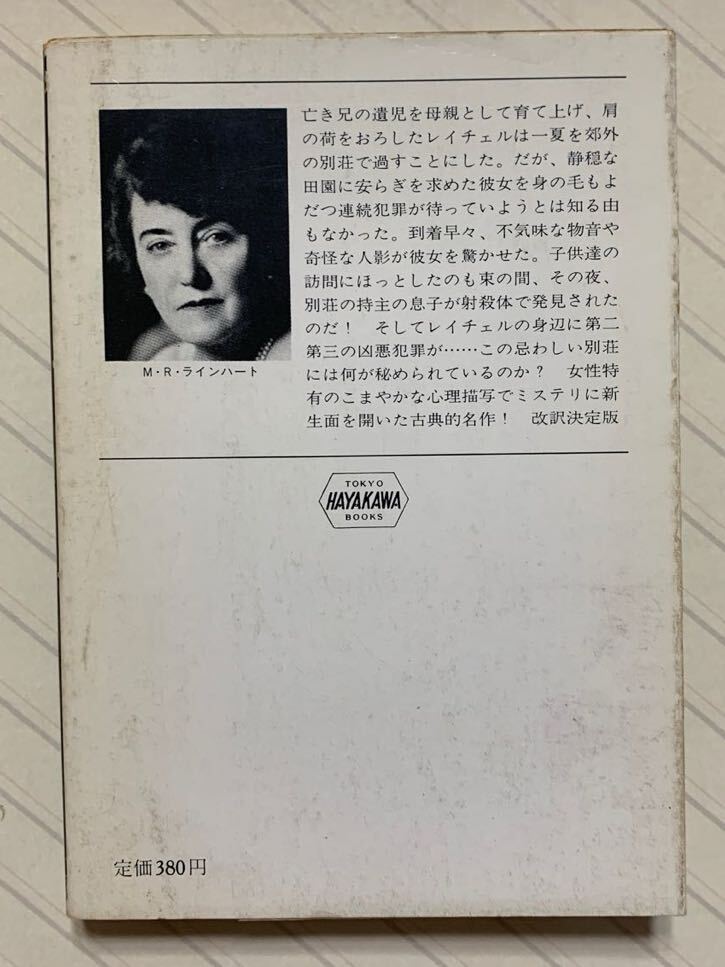 亡き兄の遺児を母親として育て上げ、肩
の荷をおろしたレイチェルは一夏を郊外
の別荘で過すことにした。だが、静穏な
田園に安らぎを求めた彼女を身の毛もよ
だつ連続犯罪が待っていようとは知る由
もなかった。到着早々、不気味な物音や
奇怪な人影が彼女を驚かせた。子供達の
訪問にほっとしたのも束の間、その夜、
別荘の持主の息子が射殺体で発見された
のだ！　そしてレイチェルの身辺に第二
第三の凶悪犯罪が……この忌わしい別荘
には何が秘められているのか？　女性特
有のこまやかな心理描写でミステリに新
生面を開いた古典的名作！　改訳決定版
M・R・ラインハート
TOKYO
HAYAKAWA
BOOKS
定価380円